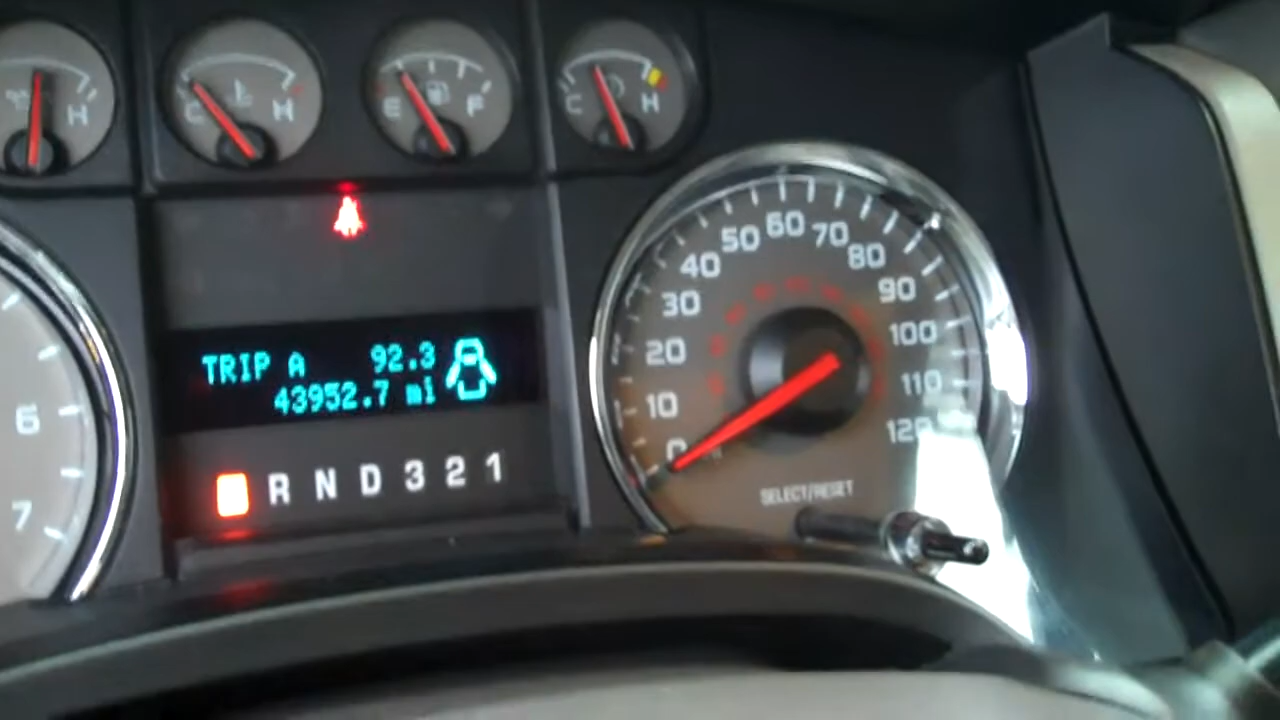 H
C H
E F
C H
TRIP A 92.3
43952.7 mi
R N D 3 2 1
6
7
0 10 20 30 40 50 60 70 80 90 100 110 120
SELECT/RESET